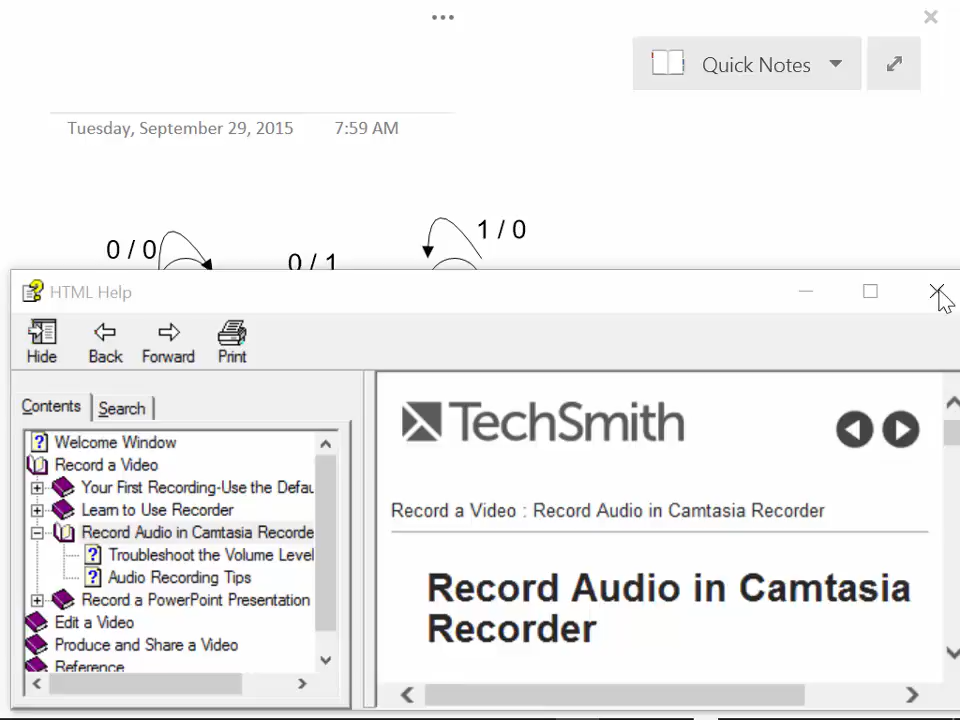 Quick Notes
Tuesday, September 29, 2015 7:59 AM
1 / 0
0 / 0
0 / 1
HTML Help
Hide Back Forward Print
Contents Search
Welcome Window
Record a Video
Your First Recording-Use the Defau
Learn to Use Recorder
Record Audio in Camtasia Recorde
Troubleshoot the Volume Level
Audio Recording Tips
Record a PowerPoint Presentation
Edit a Video
Produce and Share a Video
Reference
TechSmith
Record a Video : Record Audio in Camtasia Recorder
Record Audio in Camtasia
Recorder